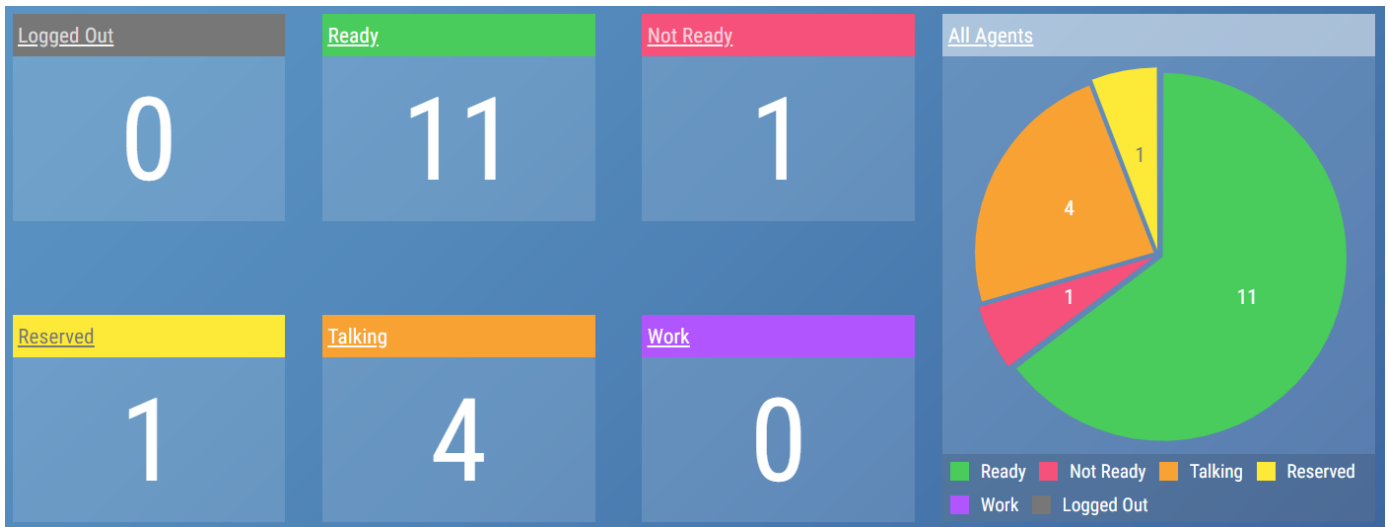 Logged Out
0
Ready
11
Not Ready
1
Reserved
1
Talking
4
Work
0
All Agents
1
4
1
11
Ready Not Ready Talking Reserved
Work Logged Out